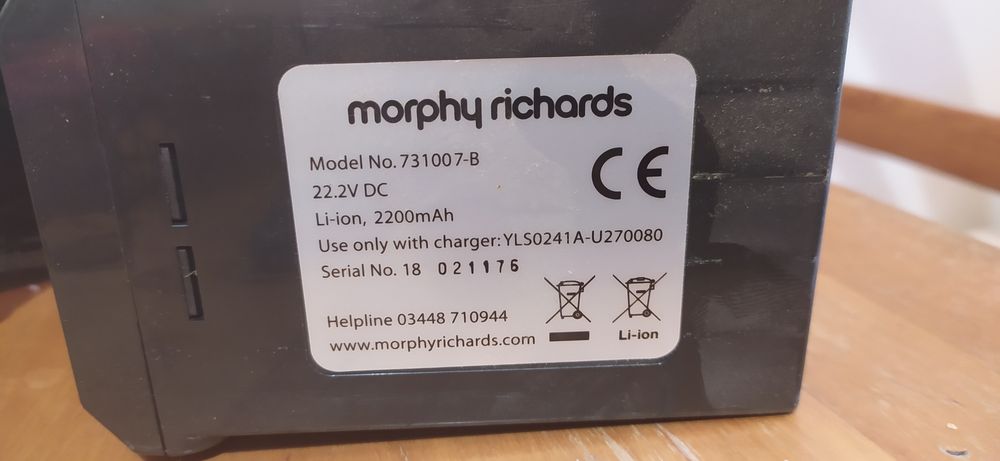 morphy richards
Model No. 731007-B
22.2V DC
Li-ion, 2200mAh
Use only with charger: YLS0241A-U270080
Serial No. 18 021176
CE
Helpline 03448 710944
www.morphyrichards.com
Li-ion